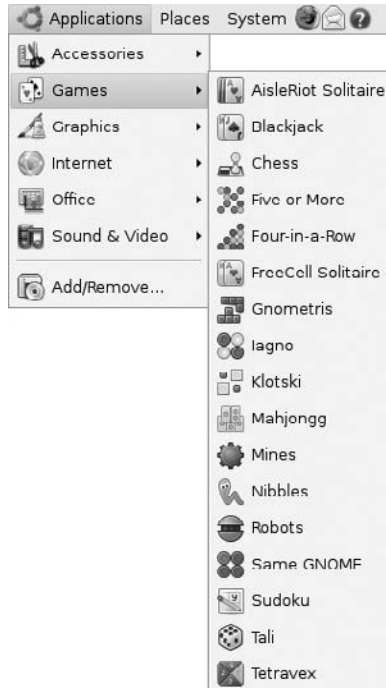 Applications Places System
Accessories
Games
Graphics
Internet
Office
Sound & Video
Add/Remove...
AisleRiot Solitaire
Blackjack
Chess
Five or More
Four-in-a-Row
FreeCell Solitaire
Gnometris
Iagno
Klotski
Mahjongg
Mines
Nibbles
Robots
Same GNOME
Sudoku
Tali
Tetravex